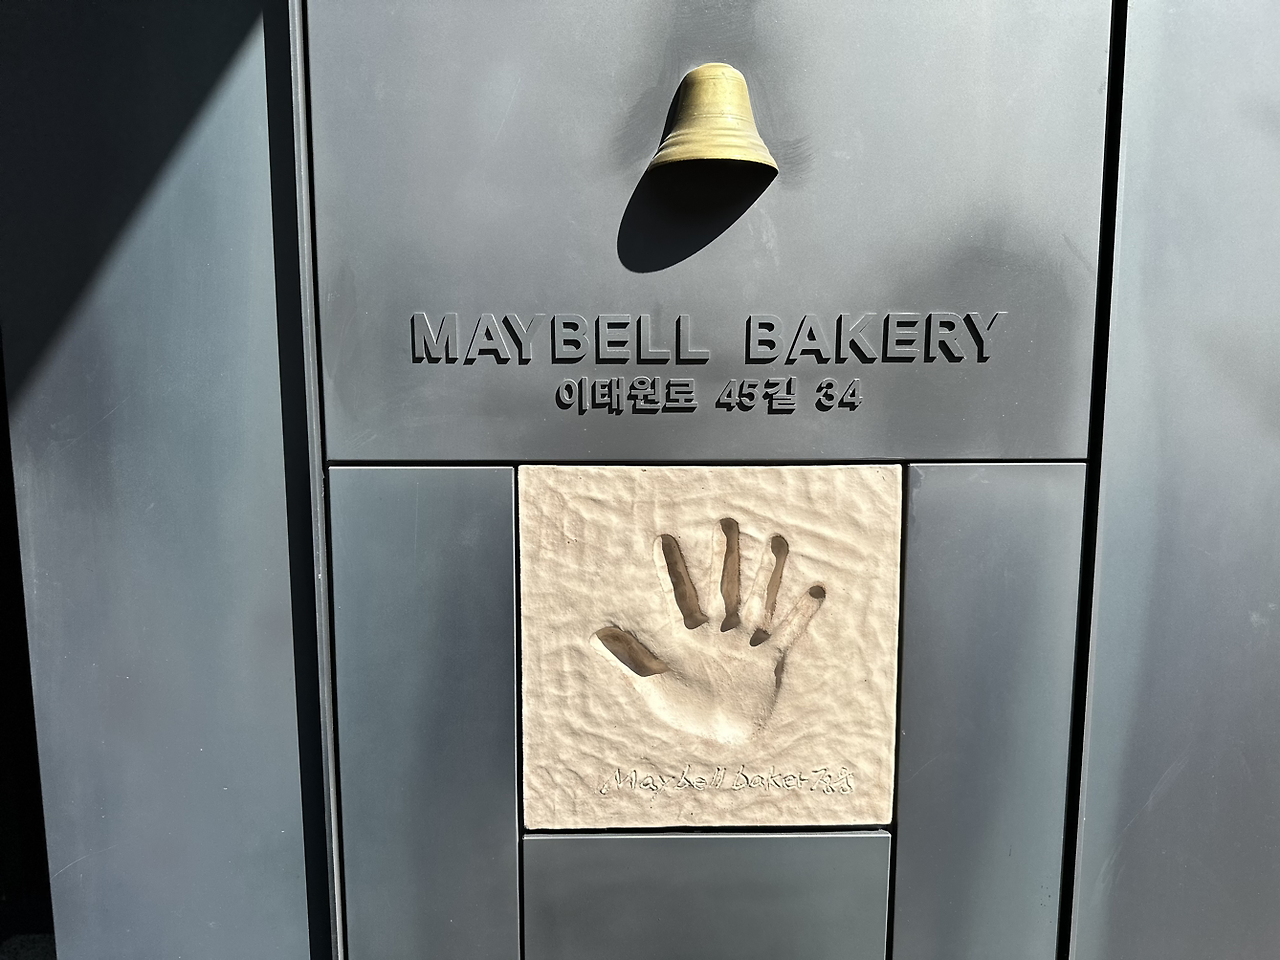 MAYBELL BAKERY
이태원로 45길 34
Maybell baker